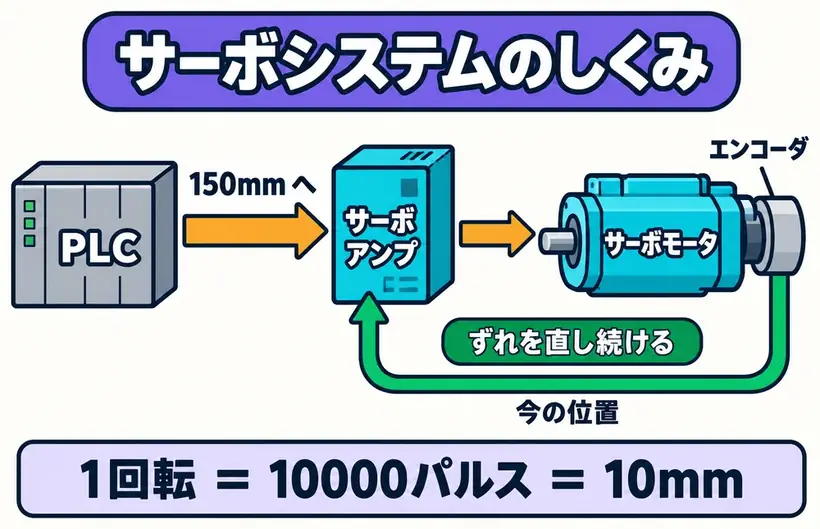 サーボシステムのしくみ
エンコーダ
150mm へ
PLC
サーボ
アンプ
サーボモータ
ずれを直し続ける
今の位置
1回転 = 10000パルス = 10mm